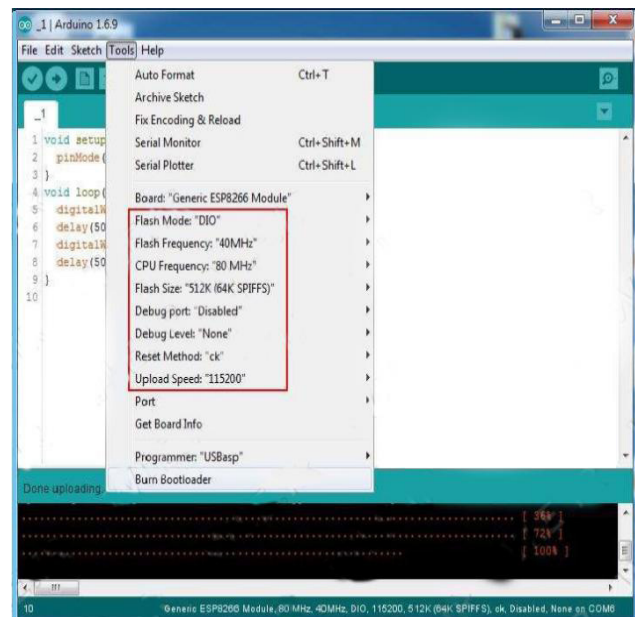 _1 | Arduino 1.6.9
File Edit Sketch Tools Help
_1
Auto Format Ctrl+T
Archive Sketch
Fix Encoding & Reload
Serial Monitor Ctrl+Shift+M
Serial Plotter Ctrl+Shift+L
Board: "Generic ESP8266 Module"
Flash Mode: "DIO"
Flash Frequency: "40MHz"
CPU Frequency: "80 MHz"
Flash Size: "512K (64K SPIFFS)"
Debug port: "Disabled"
Debug Level: "None"
Reset Method: "ck"
Upload Speed: "115200"
Port
Get Board Info
Programmer: "USBasp"
Burn Bootloader
1 void setup
2 pinMode(
3 }
4 void loop(
5 digitalW
6 delay(50
7 digitalW
8 delay(50
9 }
10
Done uploading.
[ 36% ]
[ 72% ]
[ 100% ]
10 Generic ESP8266 Module, 80 MHz, 40MHz, DIO, 115200, 512K (64K SPIFFS), ck, Disabled, None on COM6